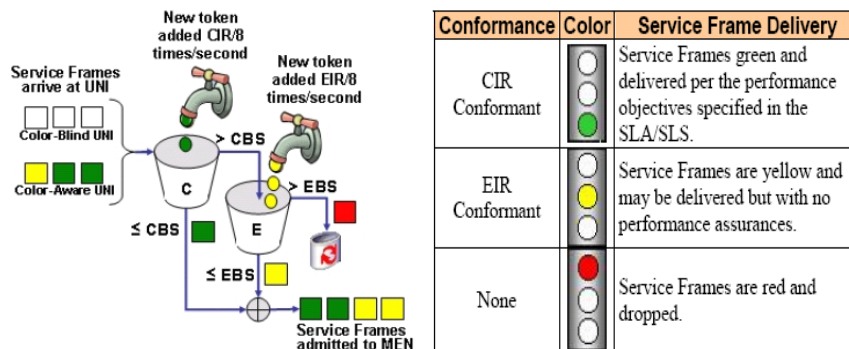 New token
added CIR/8
times/second
New token
added EIR/8
times/second
Service Frames
arrive at UNI
Color-Blind UNI
Color-Aware UNI
> CBS
C
> EBS
E
≤ CBS
≤ EBS
Service Frames
admitted to MEN
Conformance Color Service Frame Delivery
CIR
Conformant
Service Frames green and
delivered per the performance
objectives specified in the
SLA/SLS.
EIR
Conformant
Service Frames are yellow and
may be delivered but with no
performance assurances.
None
Service Frames are red and
dropped.